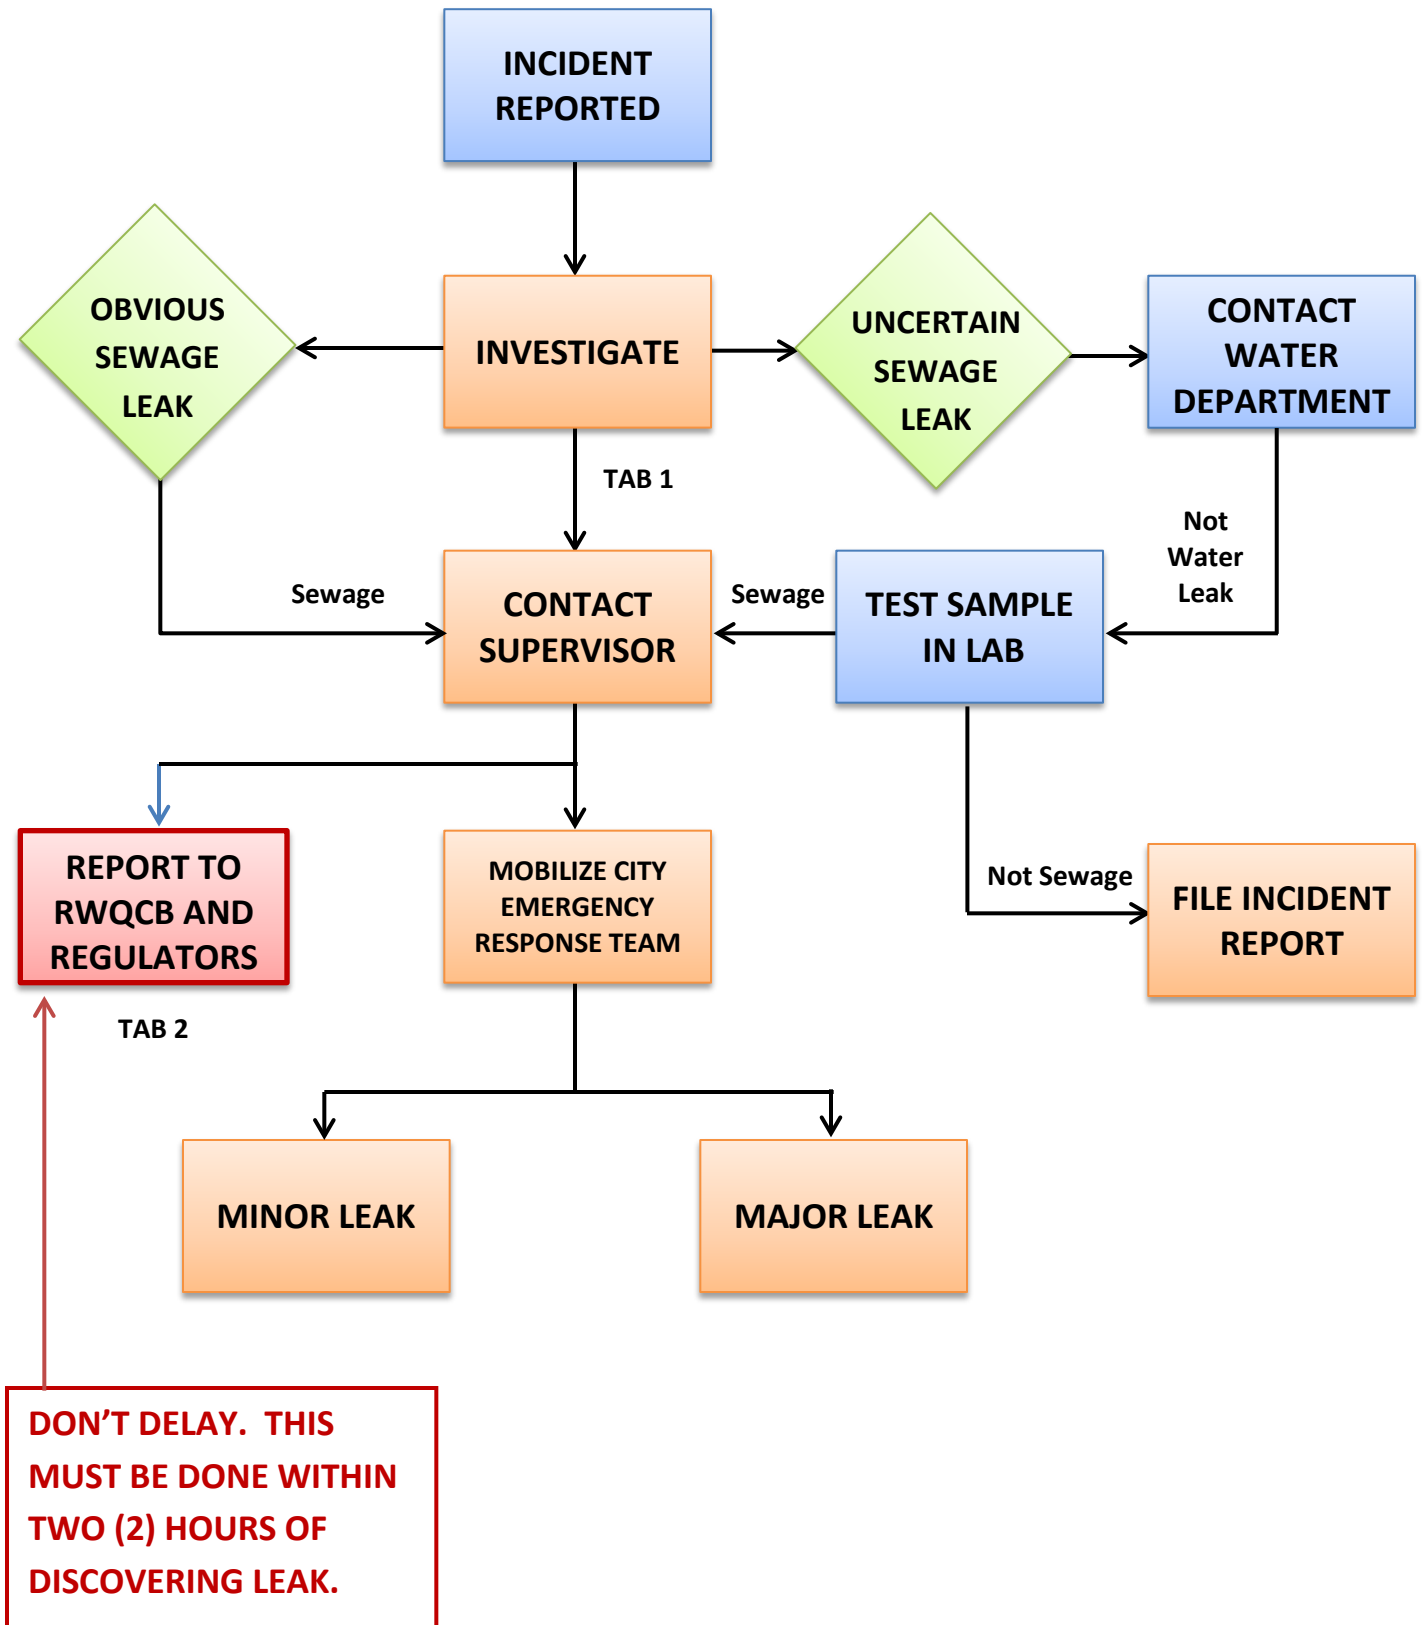 INCIDENT
REPORTED
OBVIOUS
SEWAGE
LEAK
INVESTIGATE
UNCERTAIN
SEWAGE
LEAK
CONTACT
WATER
DEPARTMENT
TAB 1
Not
Water
Leak
Sewage
CONTACT
SUPERVISOR
Sewage
TEST SAMPLE
IN LAB
REPORT TO
RWQCB AND
REGULATORS
MOBILIZE CITY
EMERGENCY
RESPONSE TEAM
Not Sewage
FILE INCIDENT
REPORT
TAB 2
MINOR LEAK
MAJOR LEAK
DON’T DELAY.  THIS
MUST BE DONE WITHIN
TWO (2) HOURS OF
DISCOVERING LEAK.